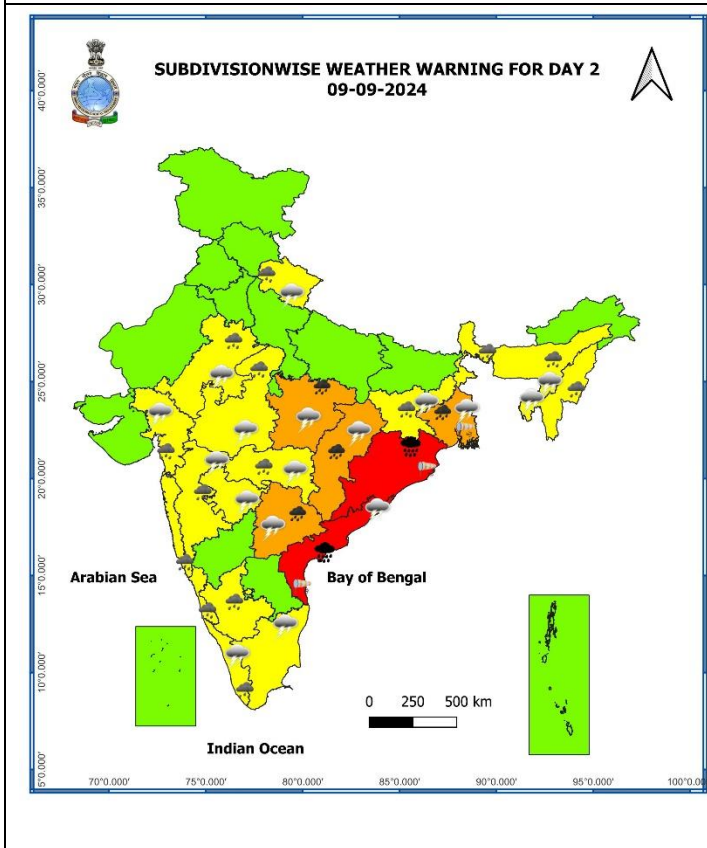 SUBDIVISIONWISE WEATHER WARNING FOR DAY 2
09-09-2024
40°0.000'
35°0.000'
30°0.000'
25°0.000'
20°0.000'
15°0.000'
10°0.000'
5°0.000'
Arabian Sea
Bay of Bengal
Indian Ocean
0 250 500 km
70°0.000' 75°0.000' 80°0.000' 85°0.000' 90°0.000' 95°0.000' 100°0.00